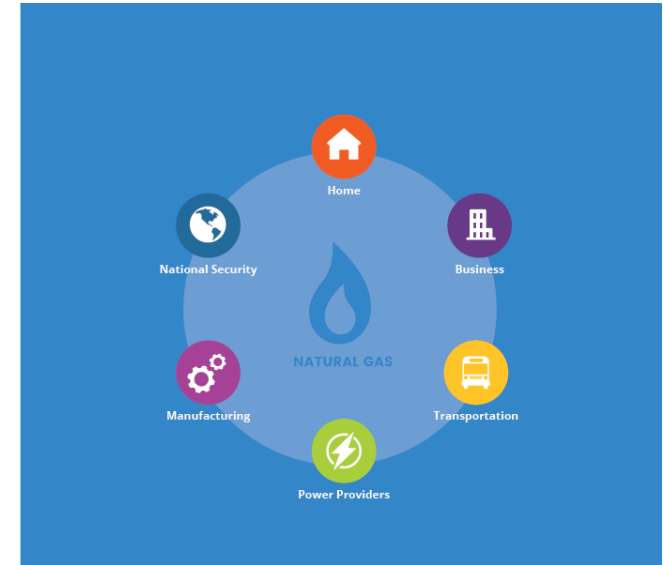 Home
National Security
Business
NATURAL GAS
Manufacturing
Transportation
Power Providers